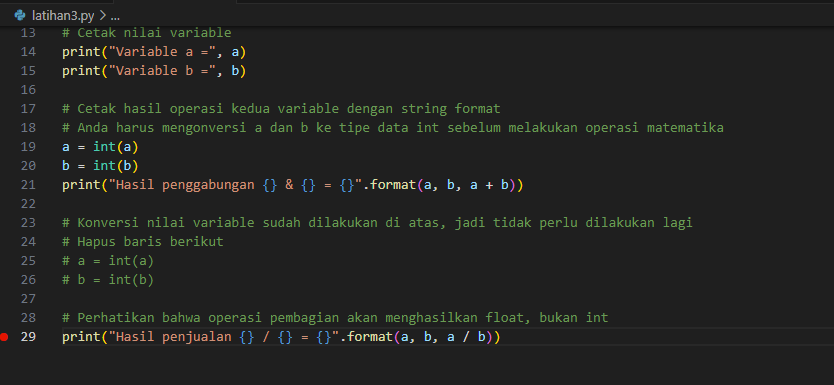 latihan3.py > ...
13 # Cetak nilai variable
14 print("Variable a =", a)
15 print("Variable b =", b)
16
17 # Cetak hasil operasi kedua variable dengan string format
18 # Anda harus mengonversi a dan b ke tipe data int sebelum melakukan operasi matematika
19 a = int(a)
20 b = int(b)
21 print("Hasil penggabungan {} & {} = {}".format(a, b, a + b))
22
23 # Konversi nilai variable sudah dilakukan di atas, jadi tidak perlu dilakukan lagi
24 # Hapus baris berikut
25 # a = int(a)
26 # b = int(b)
27
28 # Perhatikan bahwa operasi pembagian akan menghasilkan float, bukan int
29 print("Hasil penjualan {} / {} = {}".format(a, b, a / b))